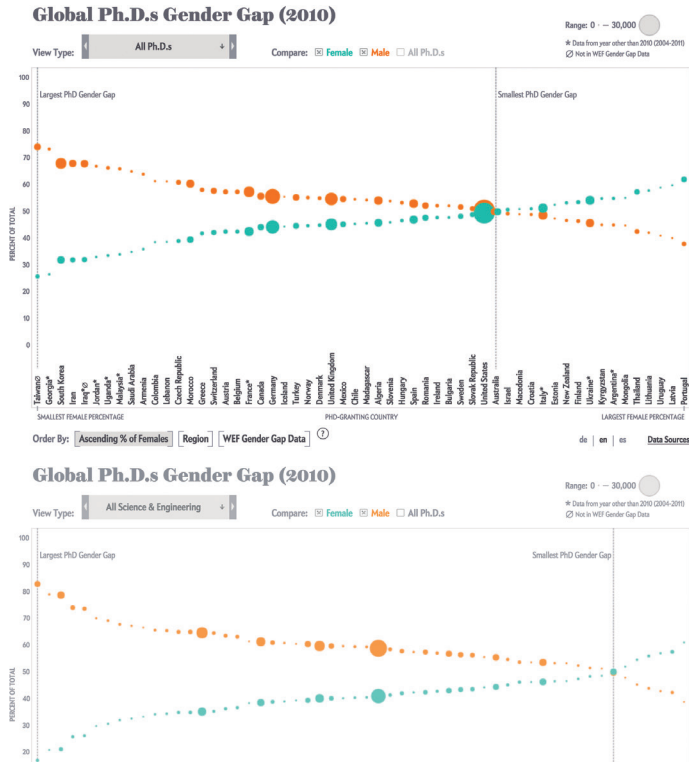 Global Ph.D.s Gender Gap (2010)
Range: 0 · — 30,000
View Type: All Ph.D.s Compare: Female Male All Ph.D.s
* Data from year other than 2010 (2004-2011)
∅ Not in WEF Gender Gap Data
100
Largest PhD Gender Gap Smallest PhD Gender Gap
90
80
70
60
50
40
30
20
10
0
PERCENT OF TOTAL
Taiwan∅
Georgia*
South Korea
Iran
Iraq*∅
Jordan*
Uganda*
Malaysia*
Saudi Arabia
Armenia
Colombia
Lebanon
Czech Republic
Morocco
Greece
Switzerland
Austria
Belgium
France*
Canada
Germany
Iceland
Turkey
Norway
Denmark
United Kingdom
Mexico
Chile
Madagascar
Algeria
Slovenia
Hungary
Spain
Romania
Ireland
Bulgaria
Sweden
Slovak Republic
United States
Australia
Israel
Macedonia
Croatia
Italy*
Estonia
New Zealand
Finland
Ukraine*
Kyrgyzstan
Argentina*
Mongolia
Thailand
Lithuania
Uruguay
Latvia
Portugal
SMALLEST FEMALE PERCENTAGE PHD-GRANTING COUNTRY LARGEST FEMALE PERCENTAGE
Order By: Ascending % of Females Region WEF Gender Gap Data ? de | en | es Data Sources
Global Ph.D.s Gender Gap (2010)
Range: 0 · — 30,000
View Type: All Science & Engineering Compare: Female Male All Ph.D.s
* Data from year other than 2010 (2004-2011)
∅ Not in WEF Gender Gap Data
100
Largest PhD Gender Gap Smallest PhD Gender Gap
90
80
70
60
50
40
30
20
PERCENT OF TOTAL